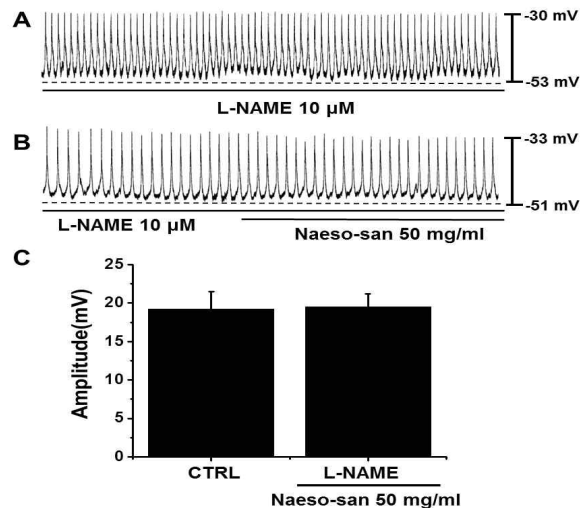 A
-30 mV
-53 mV
L-NAME 10 µM
B
-33 mV
-51 mV
L-NAME 10 µM
Naeso-san 50 mg/ml
C
Amplitude(mV)
25
20
15
10
5
0
CTRL
L-NAME
Naeso-san 50 mg/ml